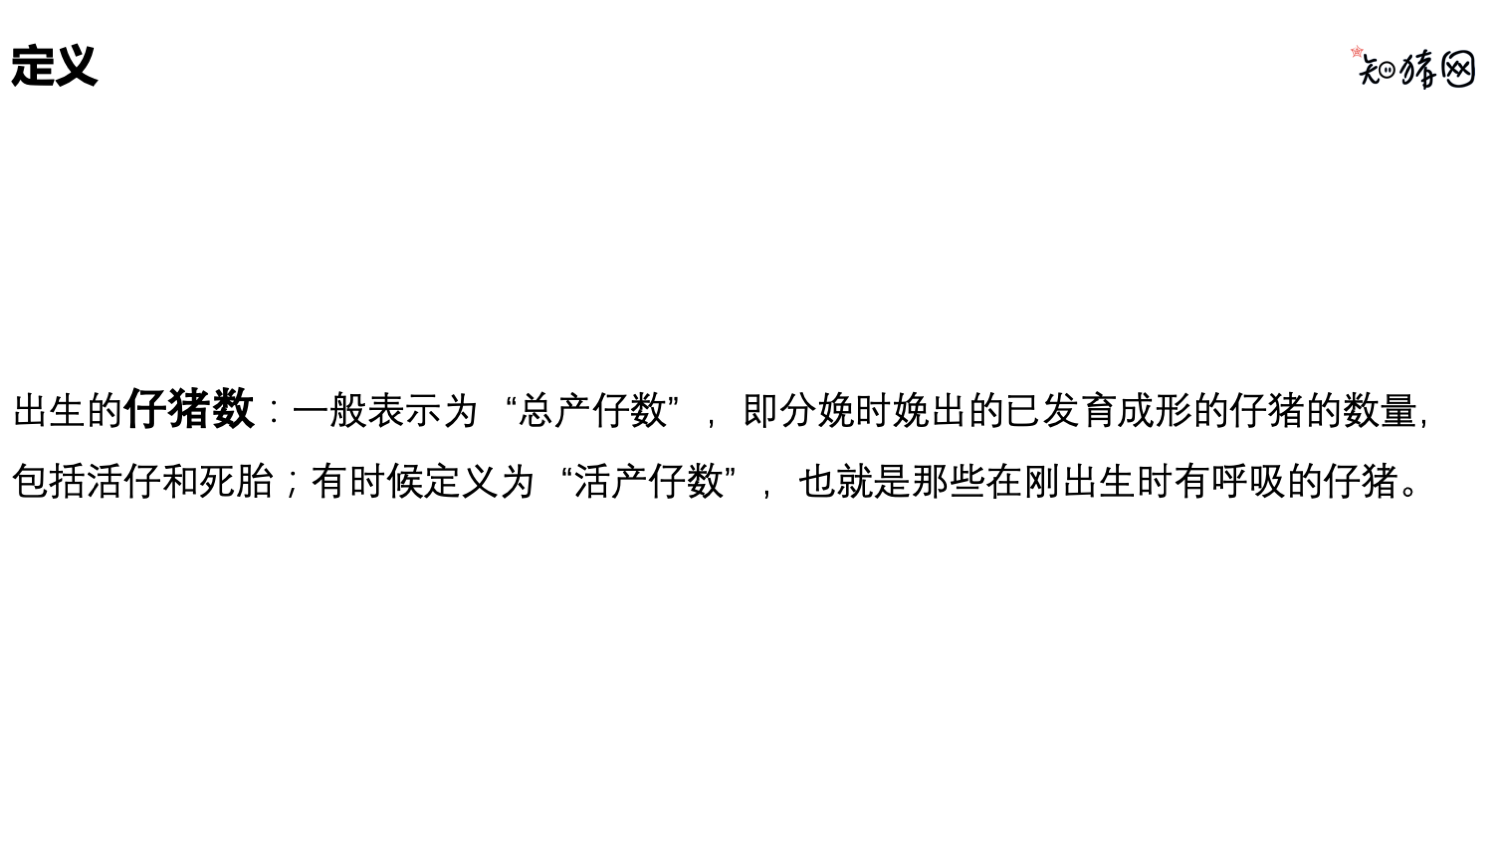 定义
知猪网
出生的仔猪数：一般表示为“总产仔数”，即分娩时娩出的已发育成形的仔猪的数量，
包括活仔和死胎；有时候定义为“活产仔数”，也就是那些在刚出生时有呼吸的仔猪。